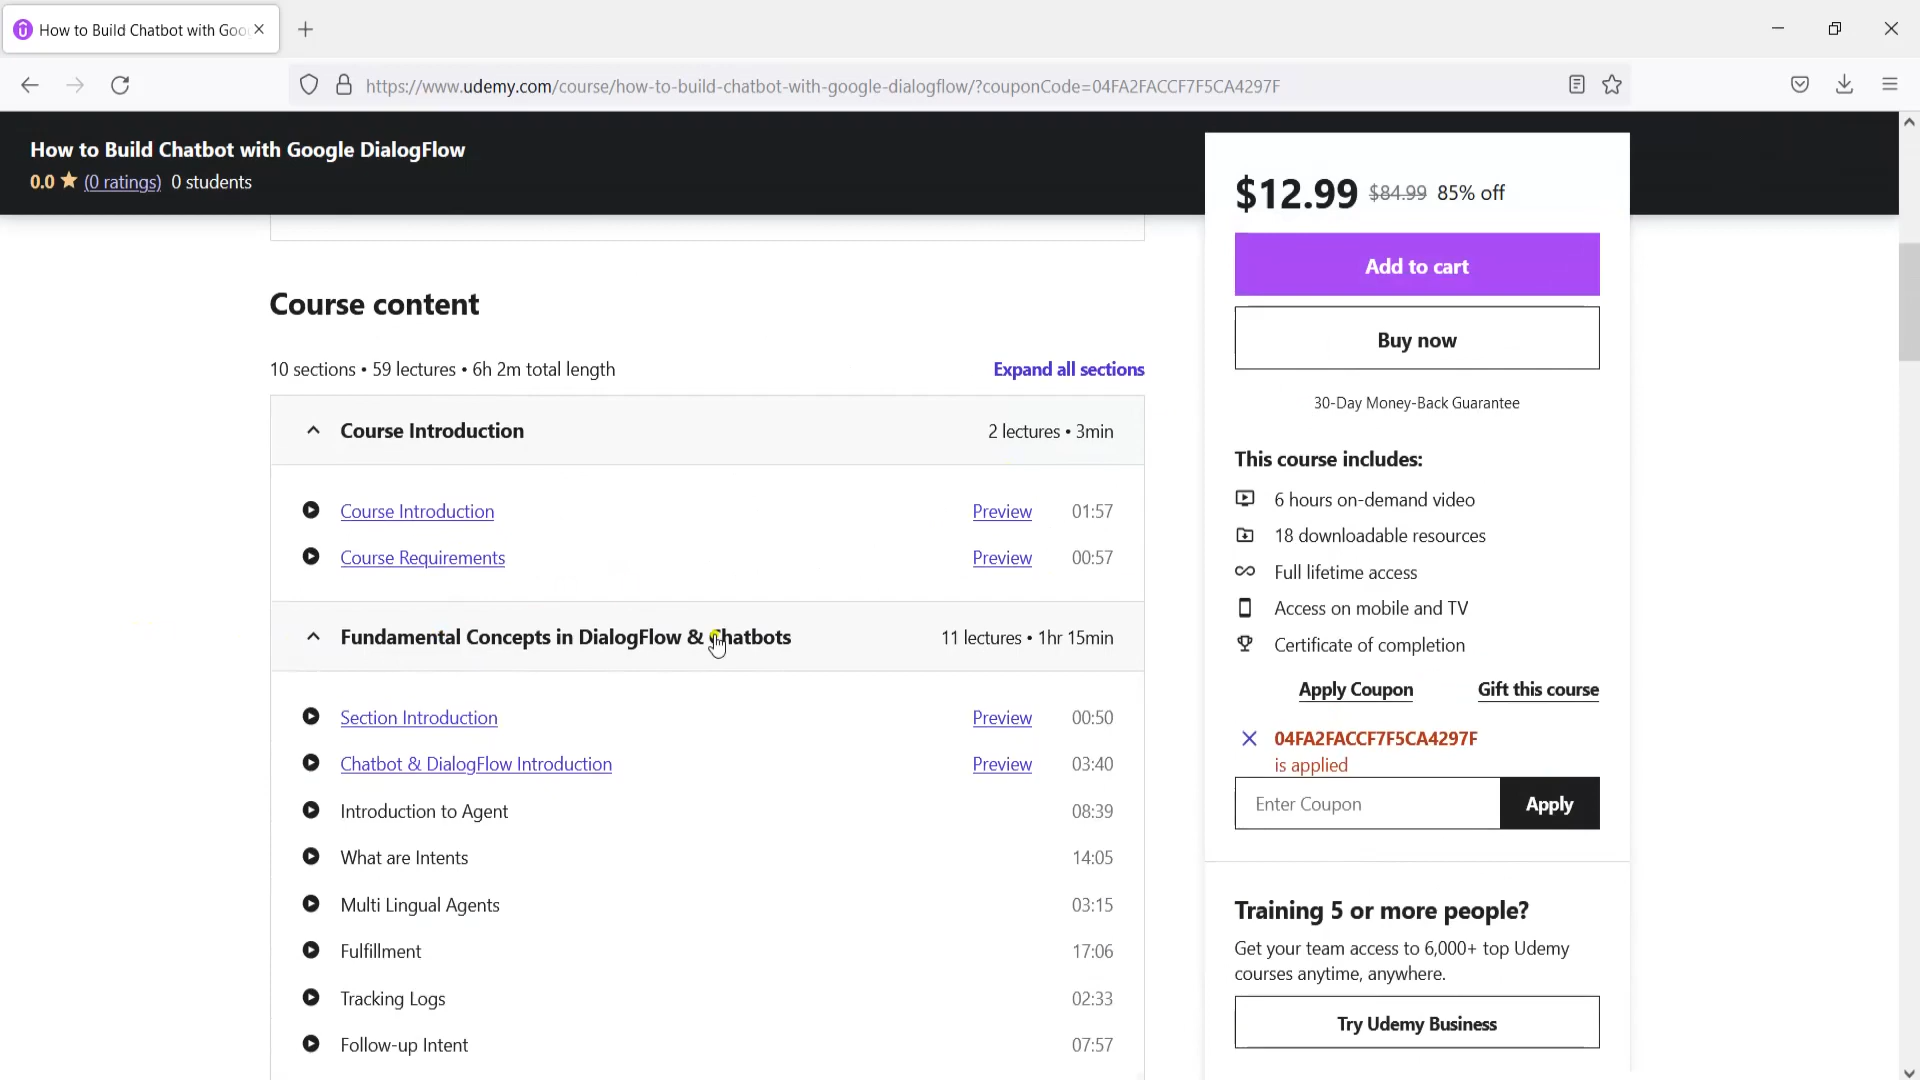 How to Build Chatbot with Goo
https://www.udemy.com/course/how-to-build-chatbot-with-google-dialogflow/?couponCode=04FA2FACCF7F5CA4297F
How to Build Chatbot with Google DialogFlow
0.0 ★ (0 ratings) 0 students
$12.99 $84.99 85% off
Add to cart
Buy now
30-Day Money-Back Guarantee
This course includes:
6 hours on-demand video
18 downloadable resources
Full lifetime access
Access on mobile and TV
Certificate of completion
Apply Coupon Gift this course
04FA2FACCF7F5CA4297F
is applied
Enter Coupon Apply
Training 5 or more people?
Get your team access to 6,000+ top Udemy
courses anytime, anywhere.
Try Udemy Business
Course content
10 sections • 59 lectures • 6h 2m total length Expand all sections
Course Introduction 2 lectures • 3min
Course Introduction Preview 01:57
Course Requirements Preview 00:57
Fundamental Concepts in DialogFlow & Chatbots 11 lectures • 1hr 15min
Section Introduction Preview 00:50
Chatbot & DialogFlow Introduction Preview 03:40
Introduction to Agent 08:39
What are Intents 14:05
Multi Lingual Agents 03:15
Fulfillment 17:06
Tracking Logs 02:33
Follow-up Intent 07:57